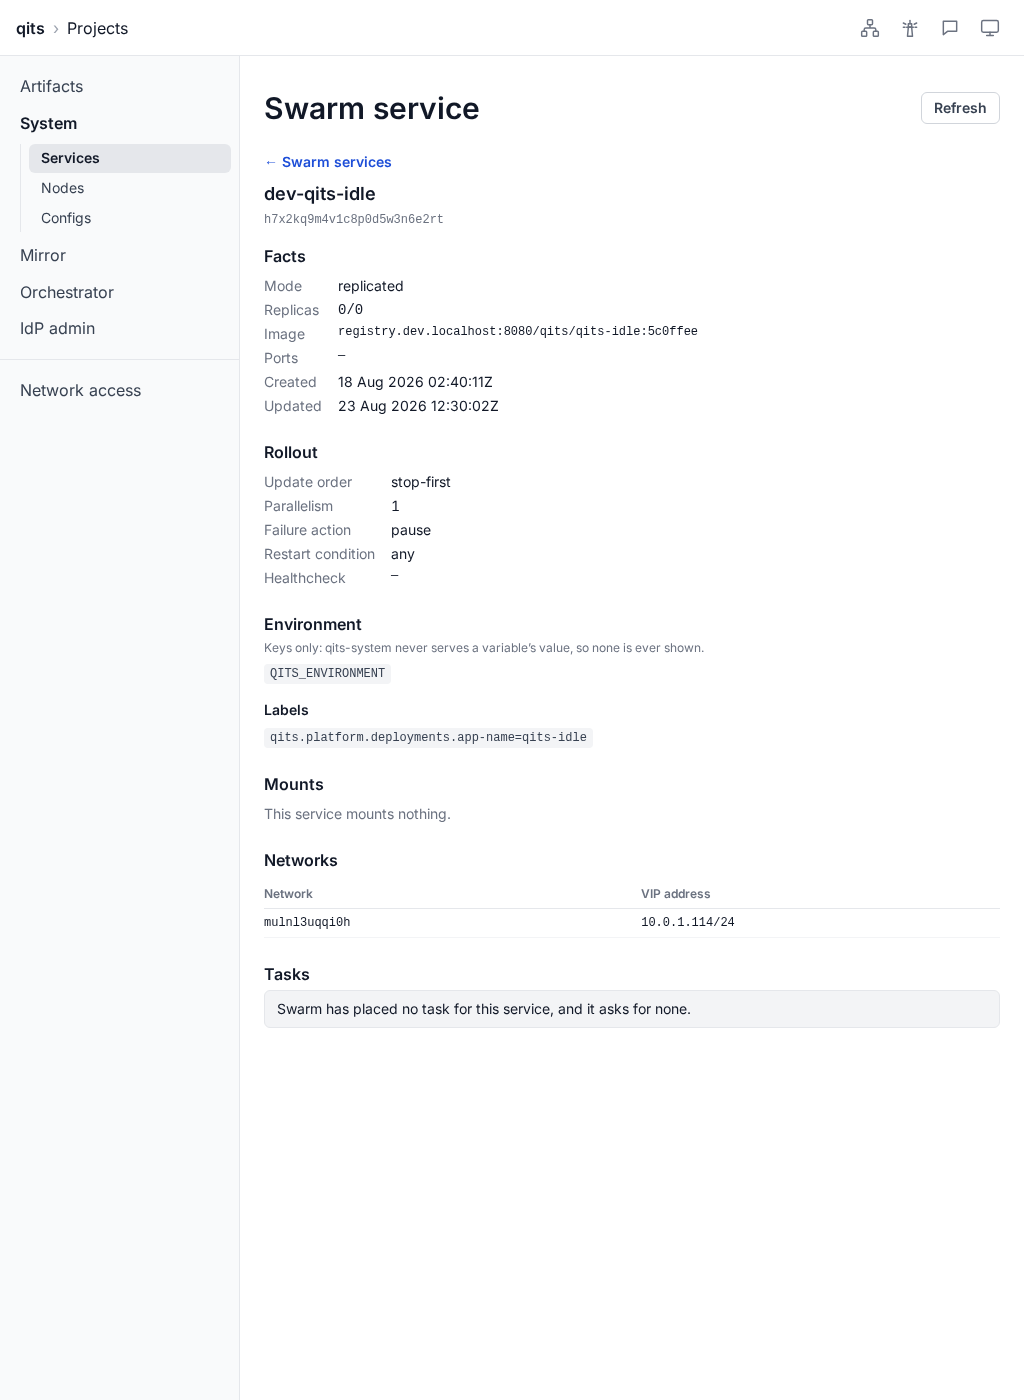 qits › Projects
Artifacts
System
Services
Nodes
Configs
Mirror
Orchestrator
IdP admin
Network access
Swarm service
Refresh
← Swarm services
dev-qits-idle
h7x2kq9m4v1c8p0d5w3n6e2rt
Facts
Mode replicated
Replicas 0/0
Image registry.dev.localhost:8080/qits/qits-idle:5c0ffee
Ports –
Created 18 Aug 2026 02:40:11Z
Updated 23 Aug 2026 12:30:02Z
Rollout
Update order stop-first
Parallelism 1
Failure action pause
Restart condition any
Healthcheck –
Environment
Keys only: qits-system never serves a variable’s value, so none is ever shown.
QITS_ENVIRONMENT
Labels
qits.platform.deployments.app-name=qits-idle
Mounts
This service mounts nothing.
Networks
Network VIP address
mulnl3uqqi0h 10.0.1.114/24
Tasks
Swarm has placed no task for this service, and it asks for none.